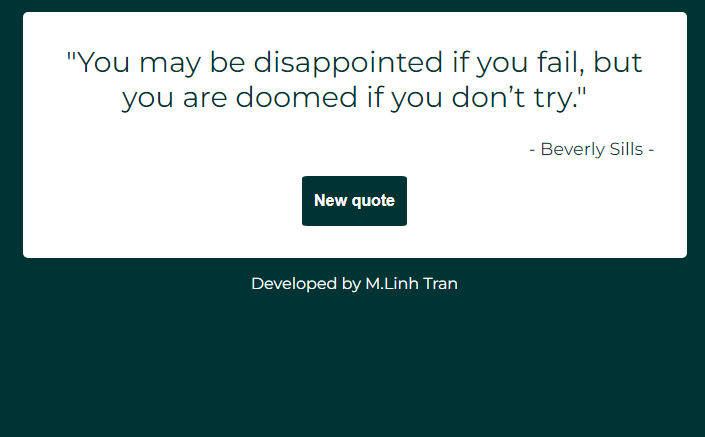 "You may be disappointed if you fail, but
you are doomed if you don’t try."
- Beverly Sills -
New quote
Developed by M.Linh Tran